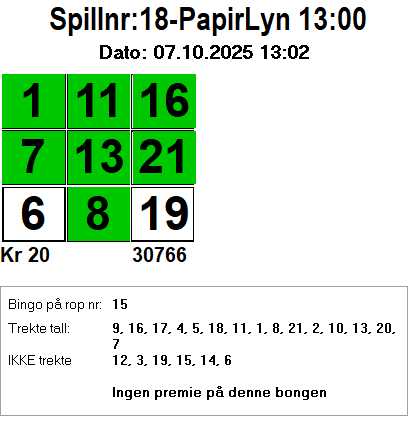 Spillnr:18-PapirLyn 13:00
Dato: 07.10.2025 13:02
1 11 16
7 13 21
6 8 19
Kr 20 30766
Bingo på rop nr: 15
Trekte tall: 9, 16, 17, 4, 5, 18, 11, 1, 8, 21, 2, 10, 13, 20,
7
IKKE trekte 12, 3, 19, 15, 14, 6
Ingen premie på denne bongen